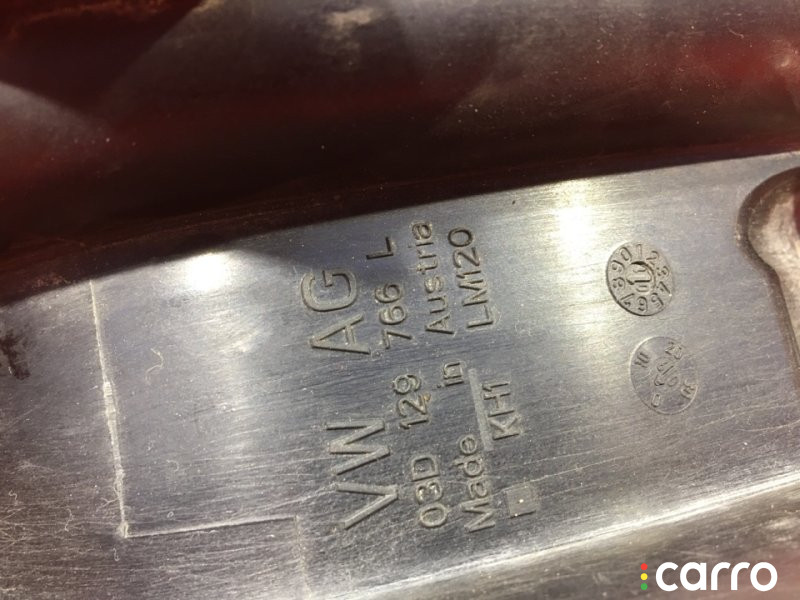 VW AG
03D 129 766 L
Made in Austria
LM120
KH1
carro